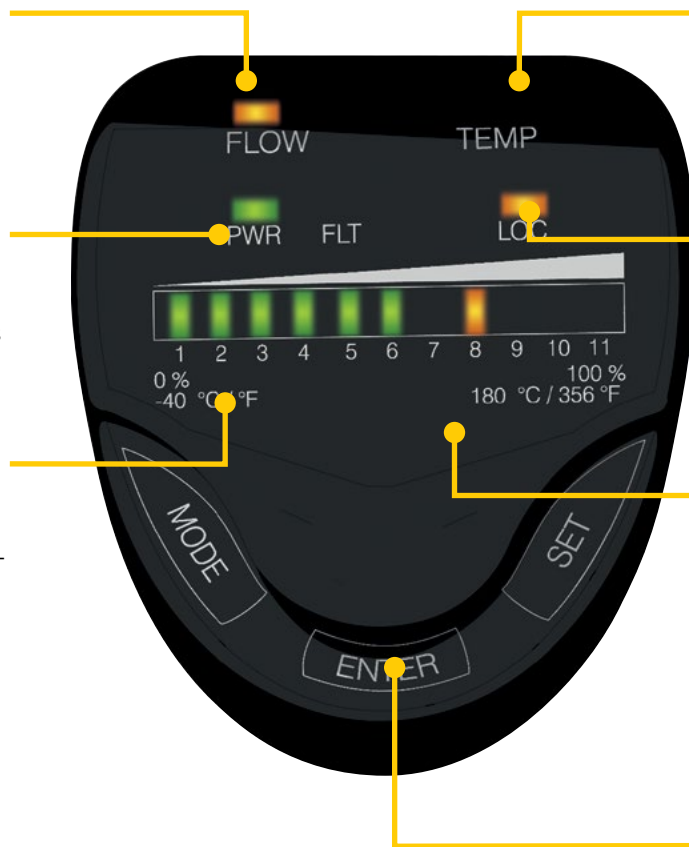 FLOW TEMP
PWR FLT LOC
1 2 3 4 5 6 7 8 9 10 11
0 % 100 %
-40 °C / °F 180 °C / 356 °F
MODE SET
ENTER